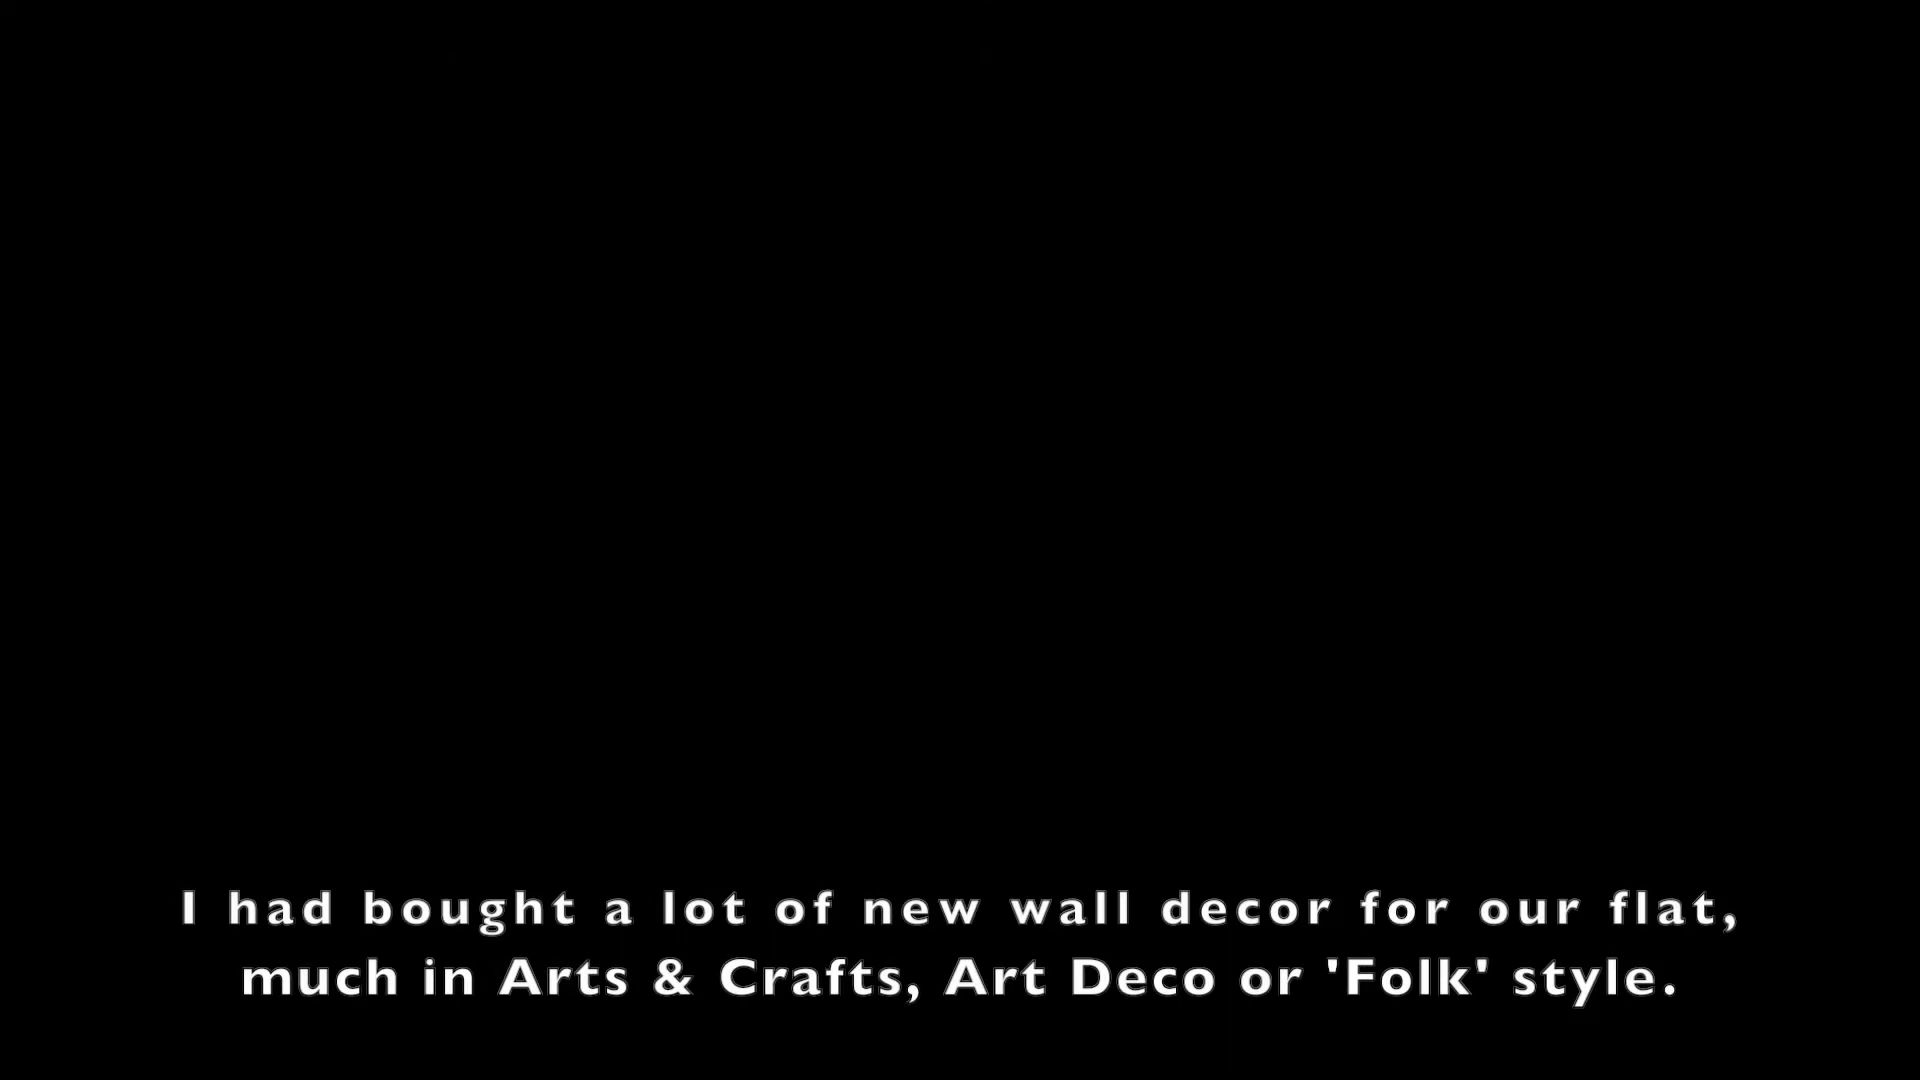 I had bought a lot of new wall decor for our flat,
much in Arts & Crafts, Art Deco or 'Folk' style.